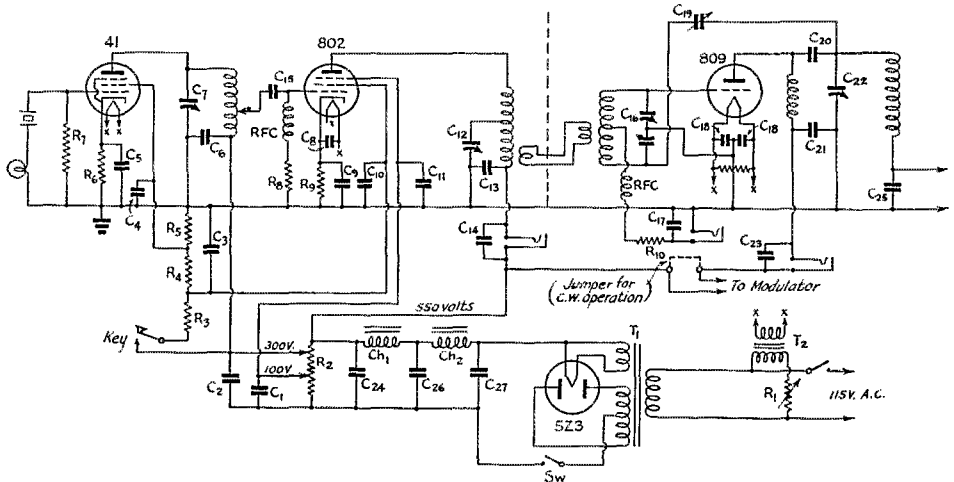 C19
41
802
809
C20
C7
C15
C22
C16
C18
C18
R7
RFC
C8
C12
C6
C21
C5
R6
R8
R9
C9
C10
C11
C13
RFC
C25
C4
R5
C3
C14
C17
R10
C23
R4
(Jumper for
C.W. operation)
To Modulator
550 volts
R3
Key
300V.
Ch1
Ch2
T1
X
X
T2
R2
100V
C2
C1
C24
C26
C27
5Z3
R1
115V. A.C.
Sw
X
X
X
X
X